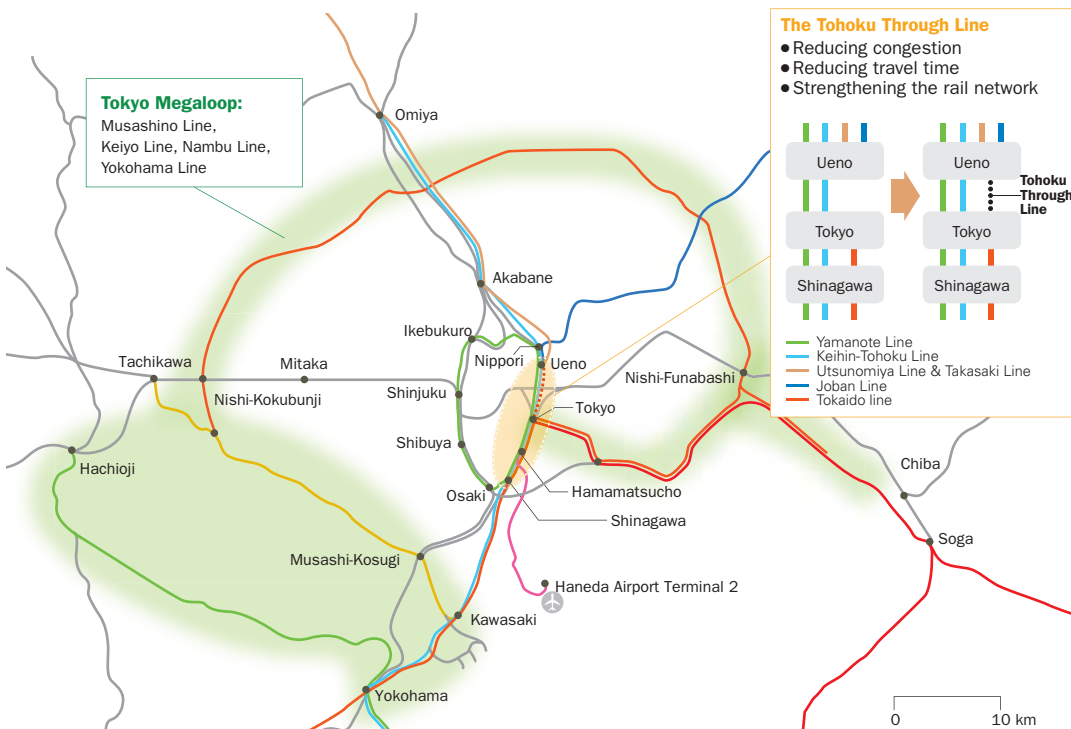 The Tohoku Through Line
● Reducing congestion
● Reducing travel time
● Strengthening the rail network
Ueno
Tokyo
Shinagawa
Ueno
Tohoku
Through
Line
Tokyo
Shinagawa
Yamanote Line
Keihin-Tohoku Line
Utsunomiya Line & Takasaki Line
Joban Line
Tokaido line
Tokyo Megaloop:
Musashino Line,
Keiyo Line, Nambu Line,
Yokohama Line
Omiya
Akabane
Ikebukuro
Nippori
Ueno
Tachikawa
Mitaka
Nishi-Kokubunji
Shinjuku
Nishi-Funabashi
Tokyo
Shibuya
Hachioji
Osaki
Hamamatsucho
Shinagawa
Chiba
Soga
Musashi-Kosugi
Haneda Airport Terminal 2
Kawasaki
Yokohama
0 10 km